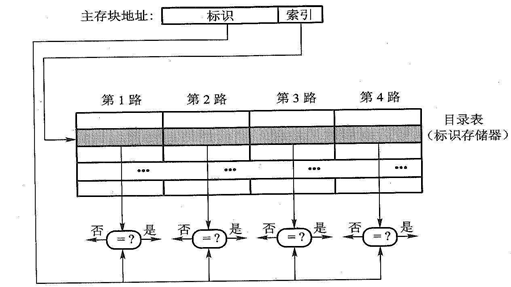 主存块地址： 标识 索引
第1路 第2路 第3路 第4路
目录表
（标识存储器）
… … … …
否 =? 是 否 =? 是 否 =? 是 否 =? 是